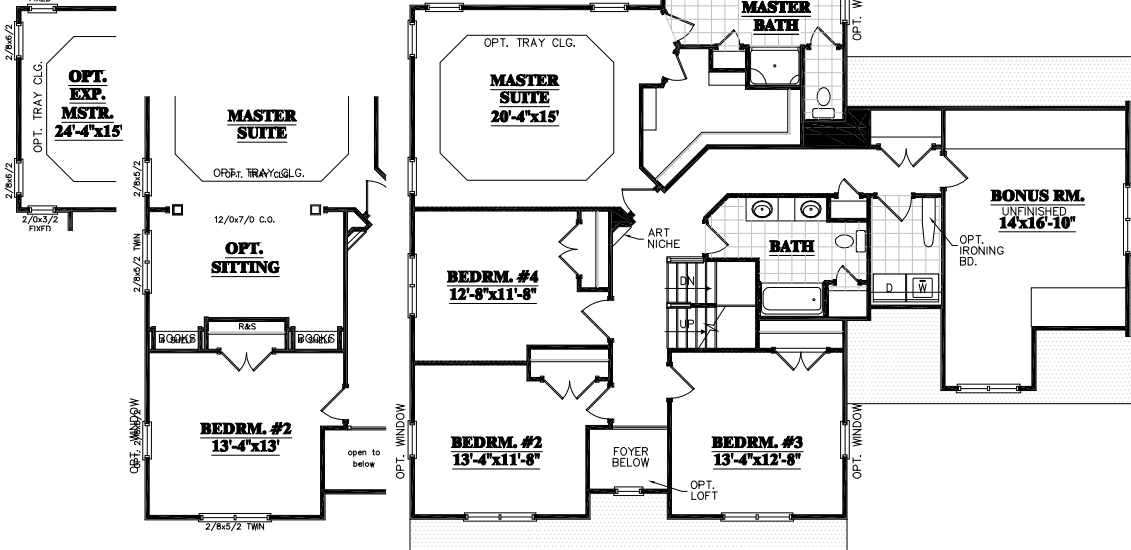 FIXED
2/8x6/2
OPT. TRAY CLG.
OPT.
EXP.
MSTR.
24'-4"x15'
2/8x6/2
2/0x3/2
FIXED
MASTER
SUITE
OPT. TRAY CLG.
2/8x5/2
12/0x7/0 C.O.
OPT.
SITTING
2/8x5/2 TWIN
R&S
BOOKS
BOOKS
BEDRM. #2
13'-4"x13'
OPT. WINDOW
open to
below
2/8x5/2 TWIN
OPT. TRAY CLG.
MASTER
SUITE
20'-4"x15'
MASTER
BATH
BEDRM. #4
12'-8"x11'-8"
ART
NICHE
BATH
DN
UP
D
W
OPT.
IRONING
BD.
BONUS RM.
UNFINISHED
14'x16'-10"
OPT. WINDOW
BEDRM. #2
13'-4"x11'-8"
FOYER
BELOW
OPT.
LOFT
BEDRM. #3
13'-4"x12'-8"
OPT. WINDOW